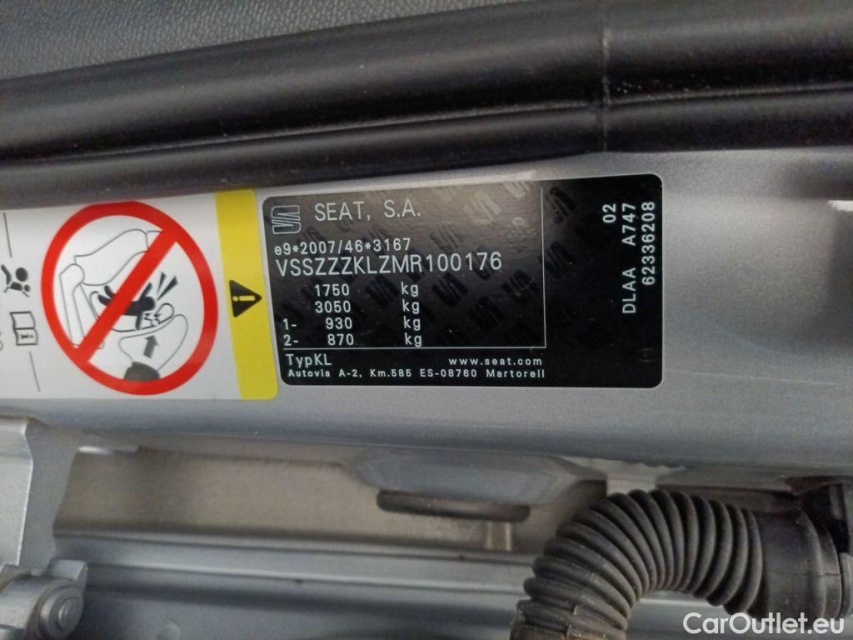 SEAT, S.A.
e9*2007/46*3167
VSSZZZKLZMR100176
1750 kg
3050 kg
1- 930 kg
2- 870 kg
TypKL www.seat.com
Autovia A-2, Km.585 ES-08760 Martorell
02
DLAA A747
62336208
CarOutlet.eu